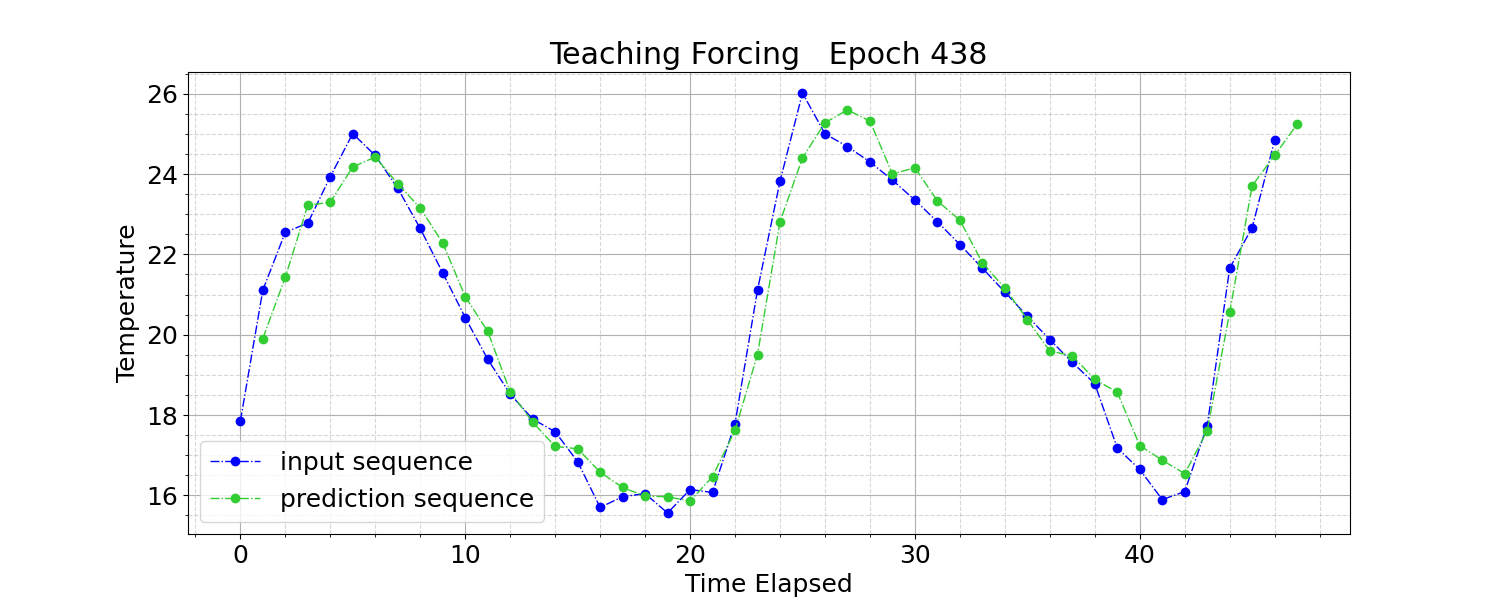 Teaching Forcing   Epoch 438
Temperature
26
24
22
20
18
16
input sequence
prediction sequence
0 10 20 30 40
Time Elapsed